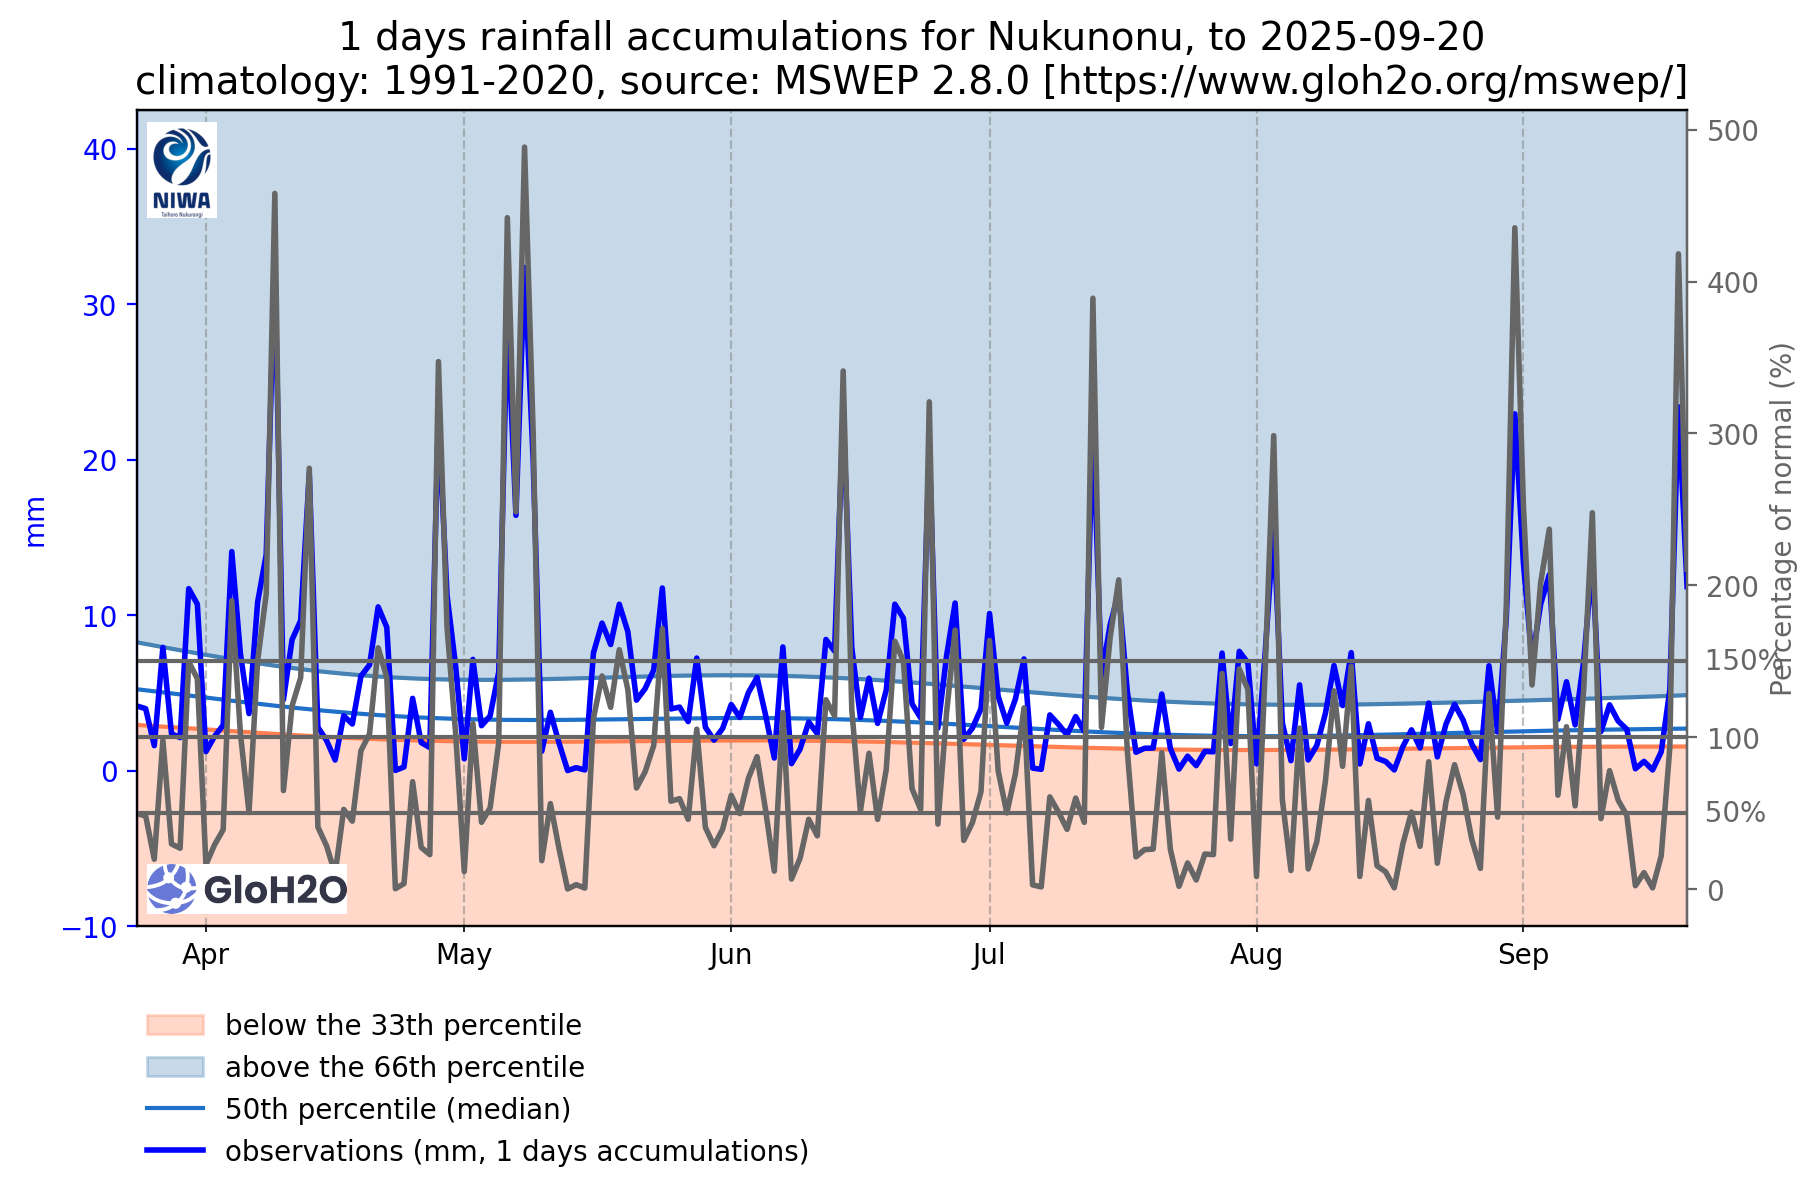 1 days rainfall accumulations for Nukunonu, to 2025-09-20
climatology: 1991-2020, source: MSWEP 2.8.0 [https://www.gloh2o.org/mswep/]
40
30
20
10
0
−10
mm
NIWA
Taihoro Nukurangi
GloH2O
500
400
300
200
150%
100
50%
0
Percentage of normal (%)
Apr
May
Jun
Jul
Aug
Sep
below the 33th percentile
above the 66th percentile
50th percentile (median)
observations (mm, 1 days accumulations)